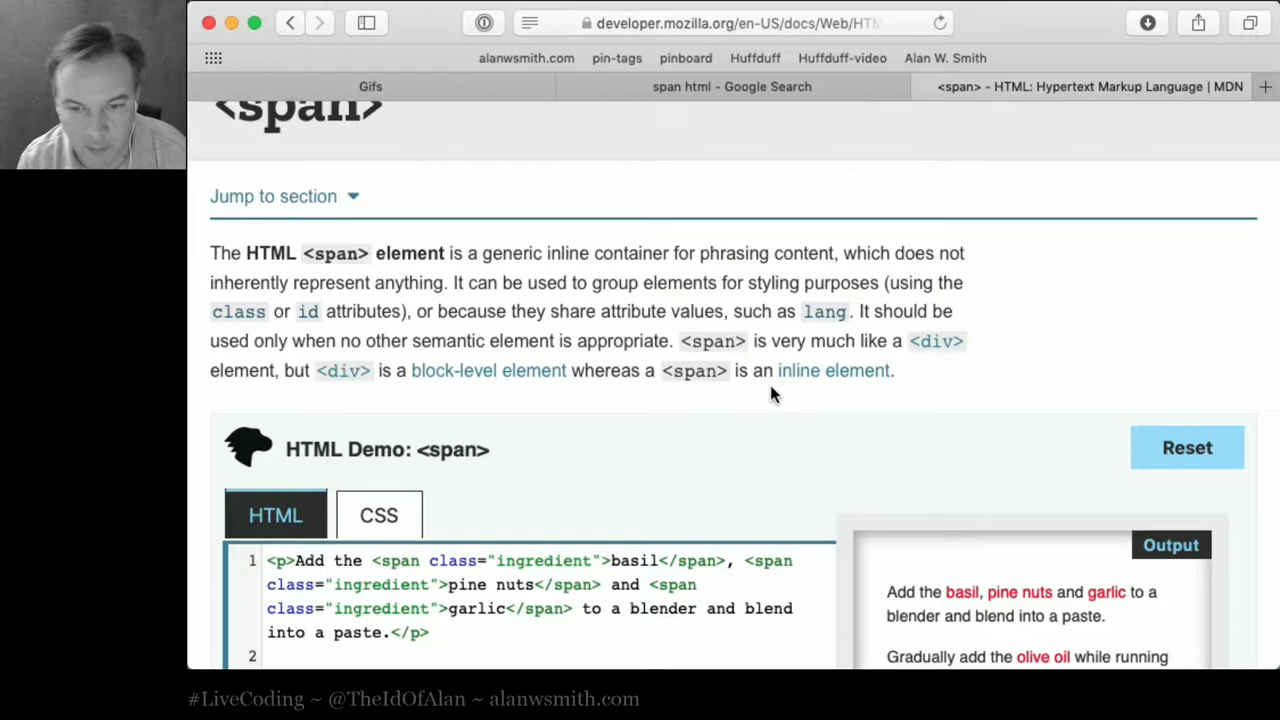 developer.mozilla.org/en-US/docs/Web/HTM
alanwsmith.com pin-tags pinboard Huffduff Huffduff-video Alan W. Smith
Gifs span html - Google Search <span> - HTML: Hypertext Markup Language | MDN
<span>
Jump to section
The HTML <span> element is a generic inline container for phrasing content, which does not
inherently represent anything. It can be used to group elements for styling purposes (using the
class or id attributes), or because they share attribute values, such as lang. It should be
used only when no other semantic element is appropriate. <span> is very much like a <div>
element, but <div> is a block-level element whereas a <span> is an inline element.
HTML Demo: <span>
Reset
HTML CSS
1 <p>Add the <span class="ingredient">basil</span>, <span
class="ingredient">pine nuts</span> and <span
class="ingredient">garlic</span> to a blender and blend
into a paste.</p>
2
Output
Add the basil, pine nuts and garlic to a
blender and blend into a paste.
Gradually add the olive oil while running
#LiveCoding ~ @TheIdOfAlan ~ alanwsmith.com